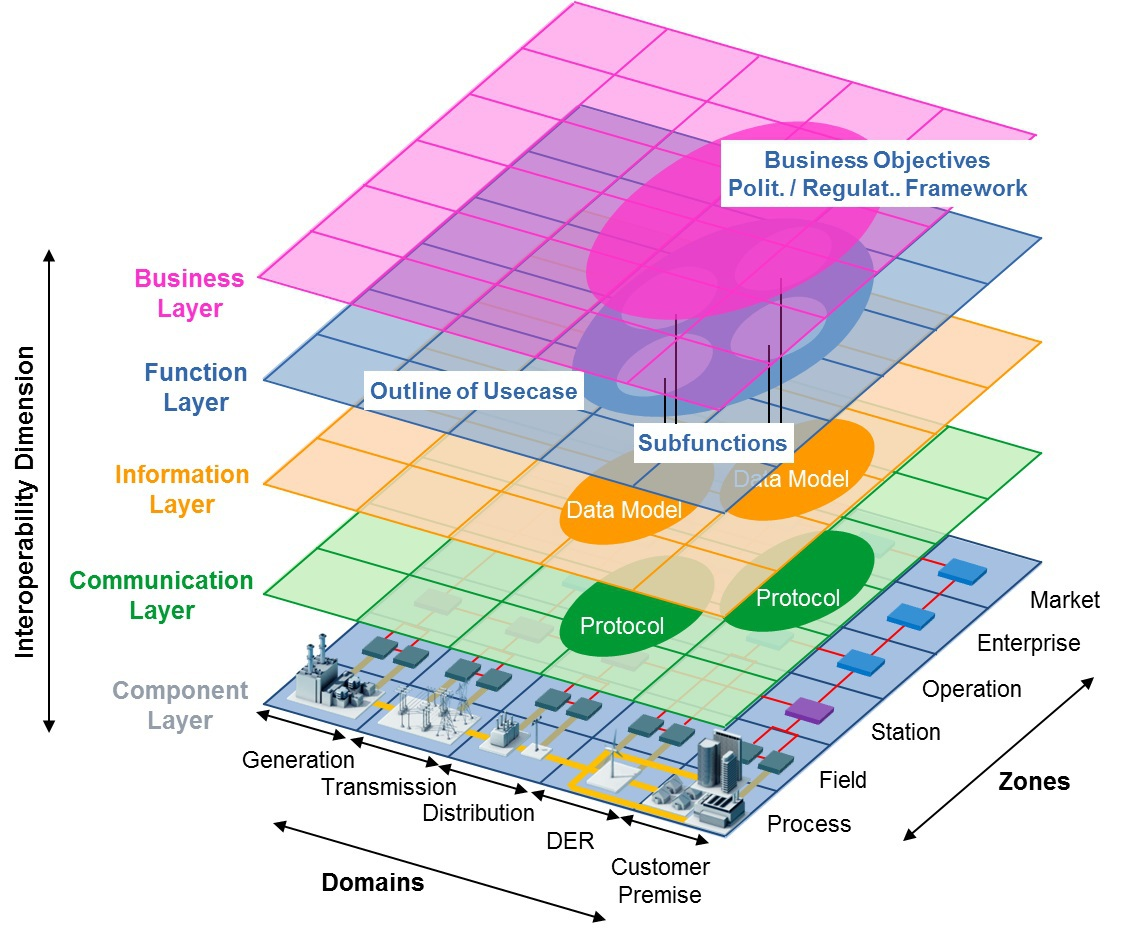 Business Objectives
Polit. / Regulat.. Framework
Business
Layer
Function
Layer
Outline of Usecase
Subfunctions
Information
Layer
Data Model
Data Model
Communication
Layer
Protocol
Protocol
Component
Layer
Interoperability Dimension
Market
Enterprise
Operation
Station
Field
Process
Zones
Generation
Transmission
Distribution
DER
Customer
Premise
Domains